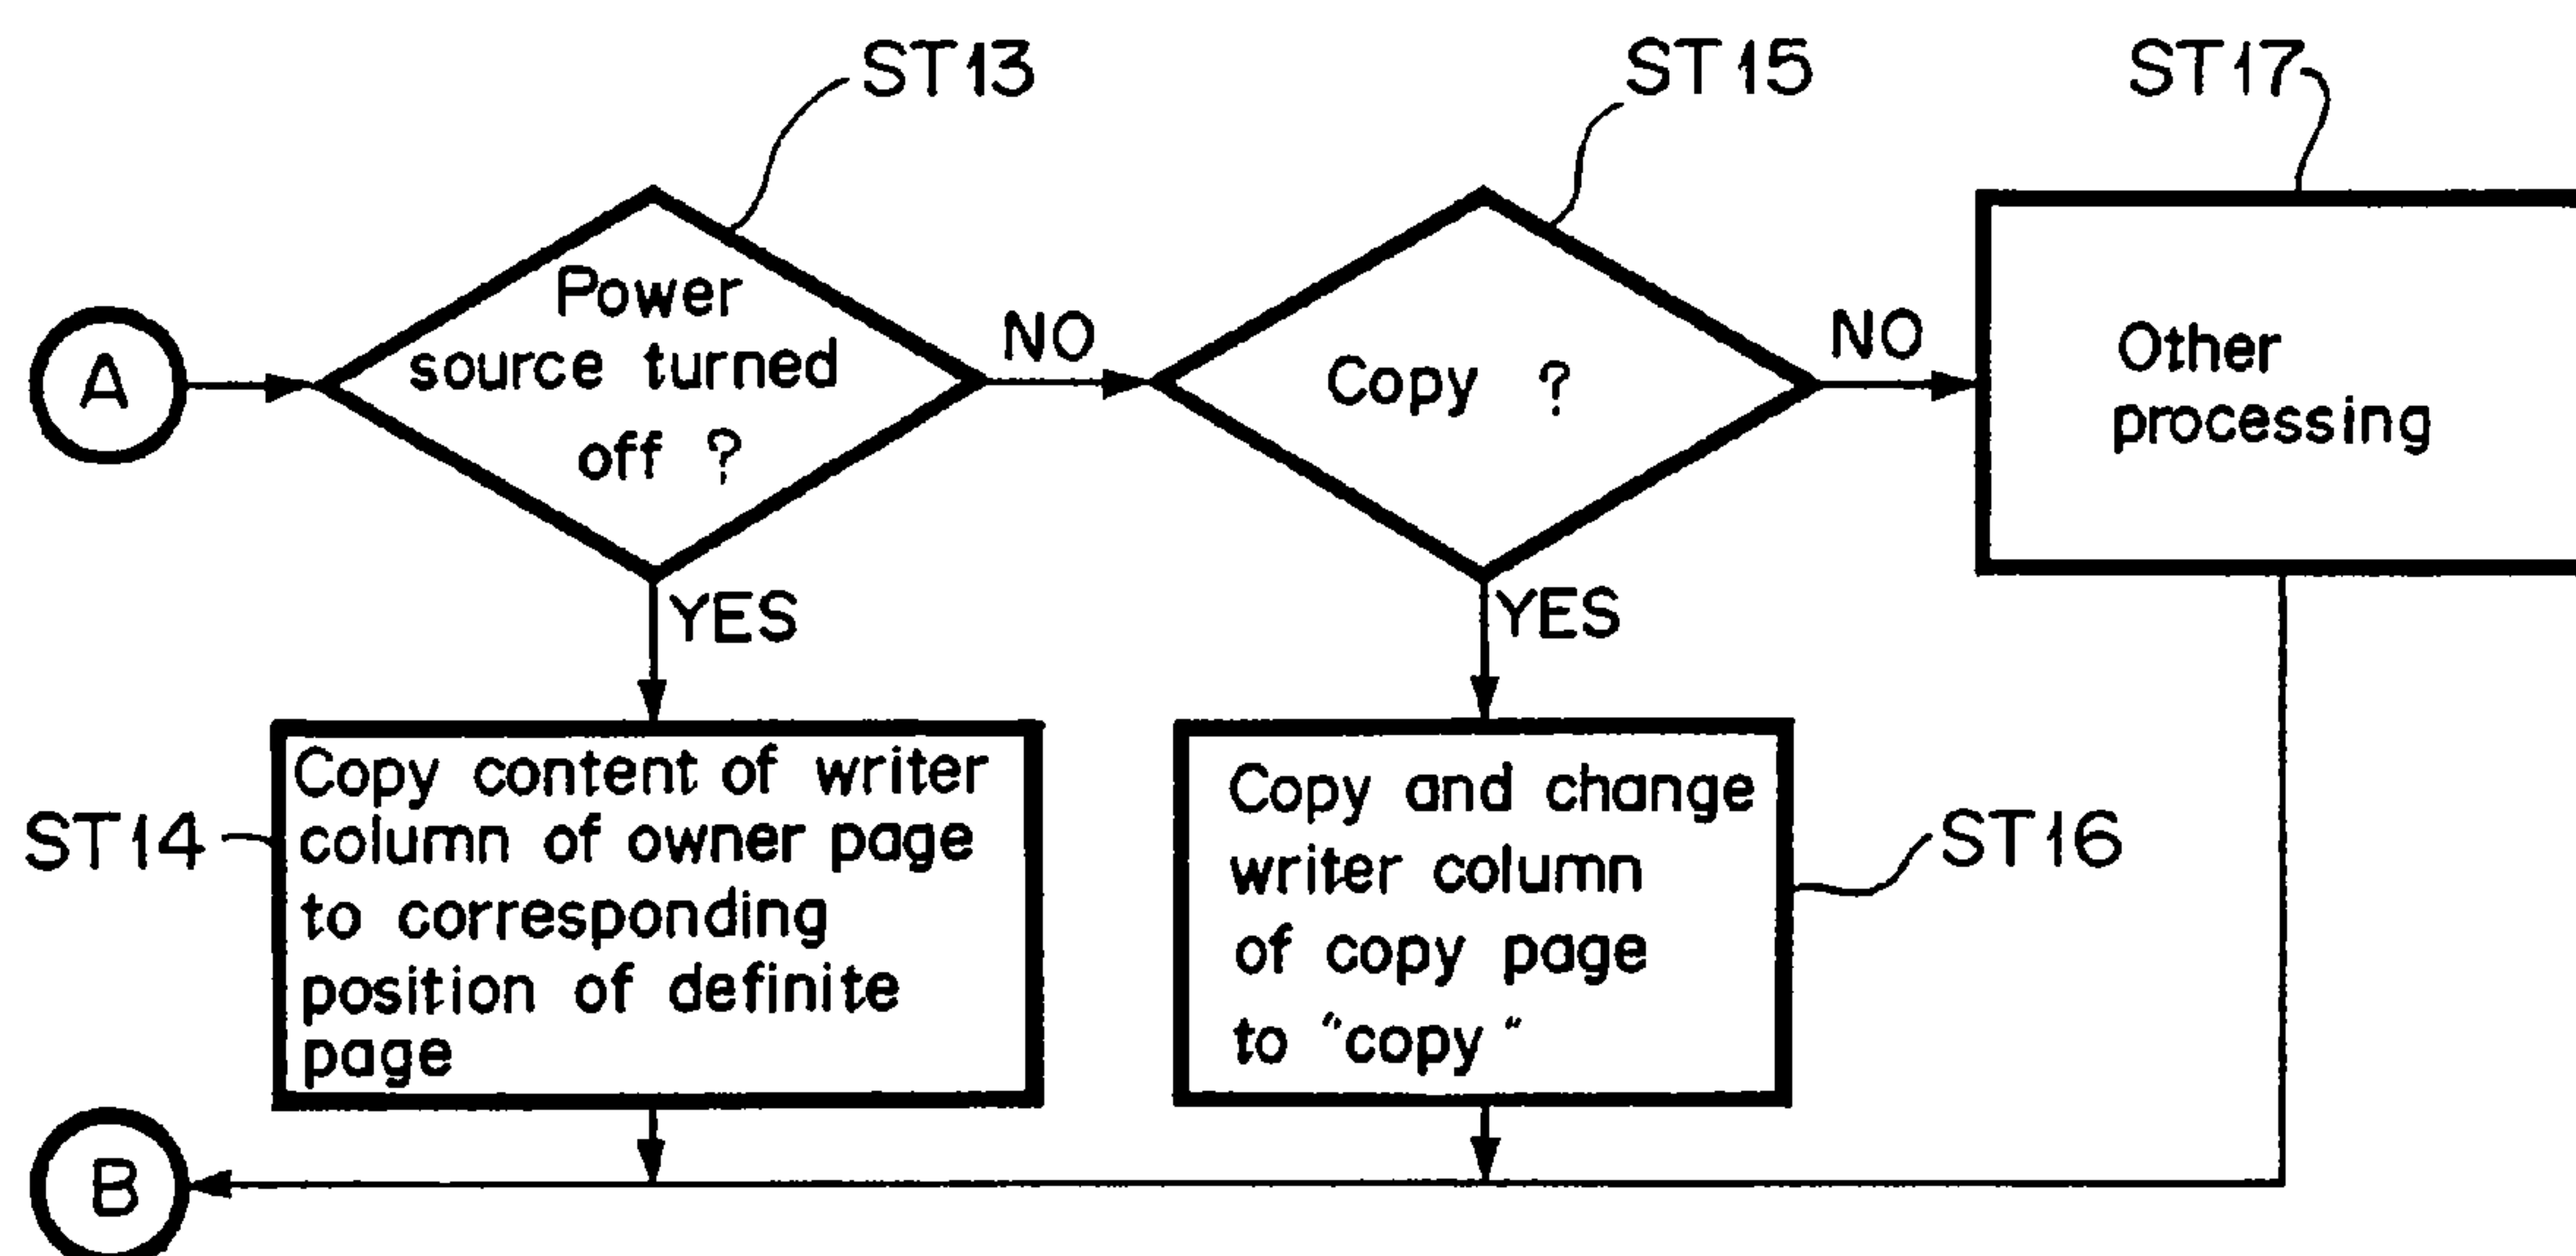 ST13
ST15
ST17
A
Power
source turned
off ?
NO
Copy ?
NO
Other
processing
YES
YES
ST14
Copy content of writer
column of owner page
to corresponding
position of definite
page
Copy and change
writer column
of copy page
to "copy"
ST16
B